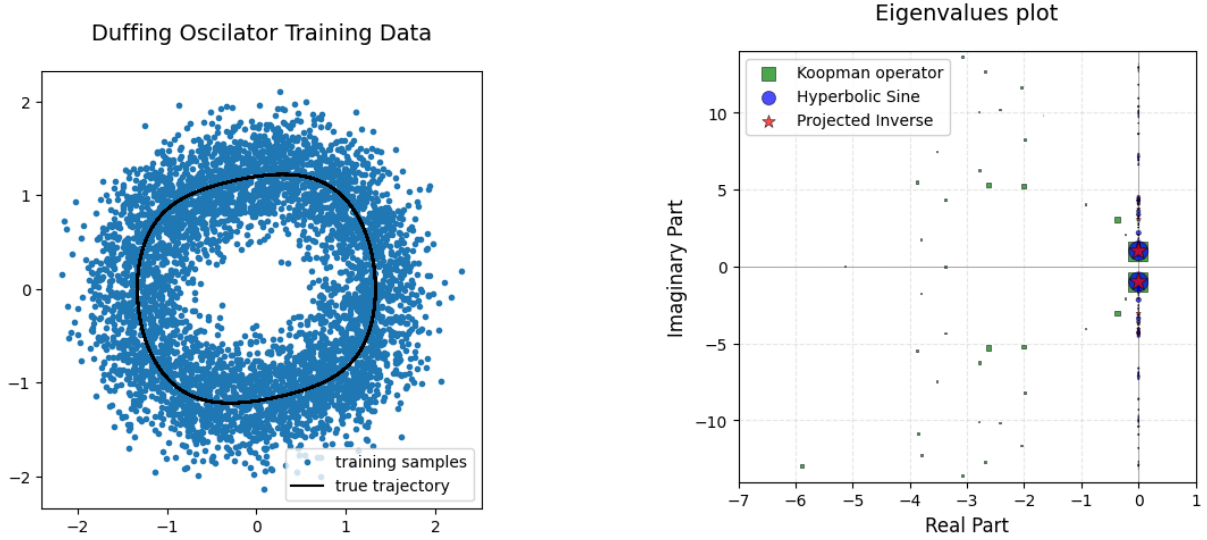 Duffing Oscilator Training Data
2
1
0
−1
−2
−2
−1
0
1
2
training samples
true trajectory
Eigenvalues plot
Imaginary Part
10
5
0
−5
−10
−7
−6
−5
−4
−3
−2
−1
0
1
Real Part
Koopman operator
Hyperbolic Sine
Projected Inverse